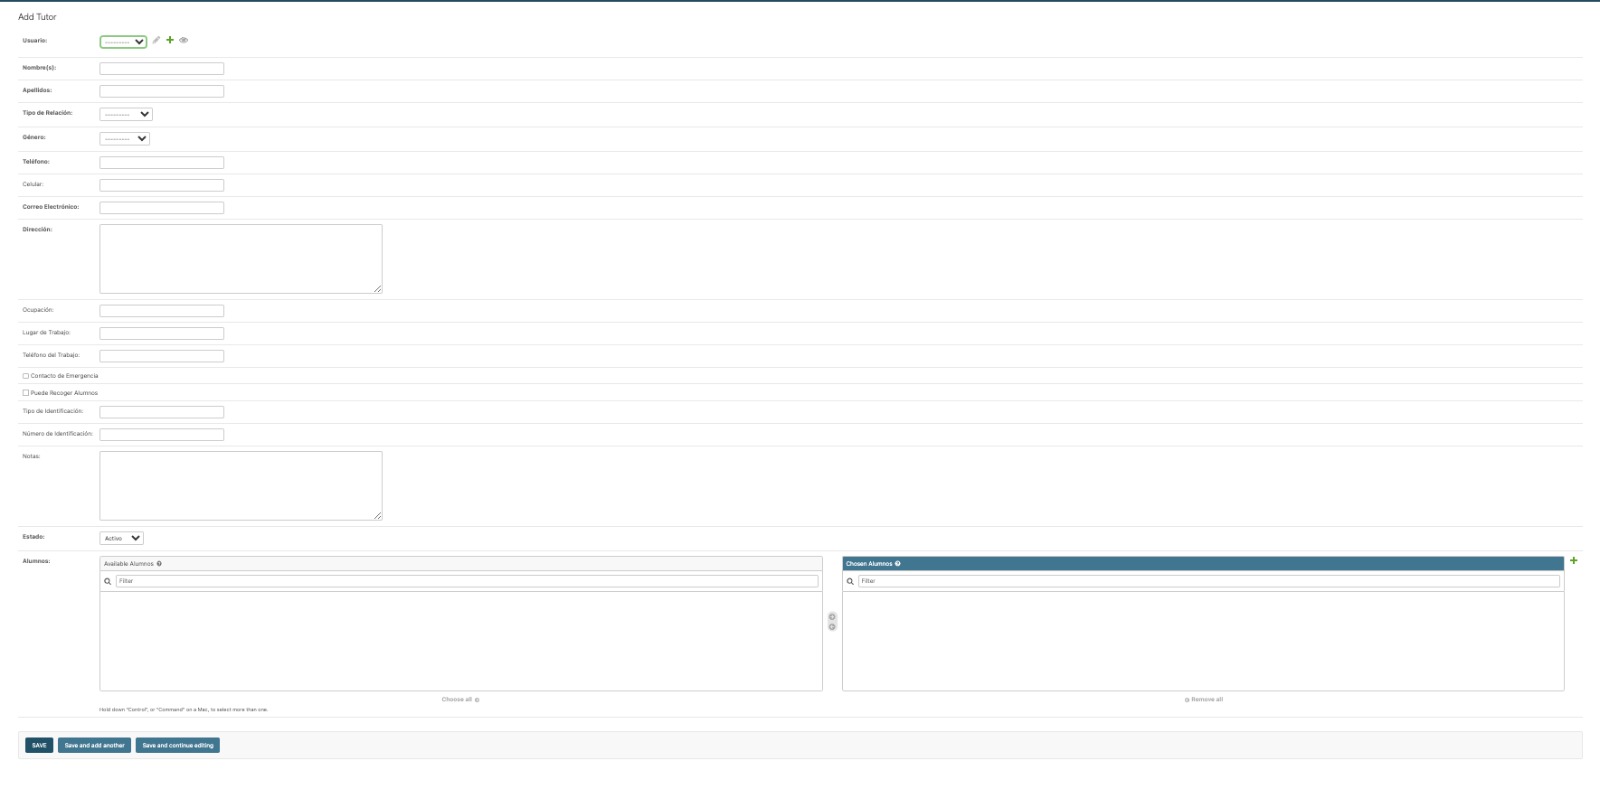 Add Tutor
Usuario: ---------
Nombre(s):
Apellidos:
Tipo de Relación: ---------
Género: ---------
Teléfono:
Celular:
Correo Electrónico:
Dirección:
Ocupación:
Lugar de Trabajo:
Teléfono del Trabajo:
Contacto de Emergencia
Puede Recoger Alumnos
Tipo de Identificación:
Número de Identificación:
Notas:
Estado: Activo
Alumnos: Available Alumnos ? Chosen Alumnos ?
Filter Filter
Choose all Remove all
Hold down "Control", or "Command" on a Mac, to select more than one.
SAVE Save and add another Save and continue editing